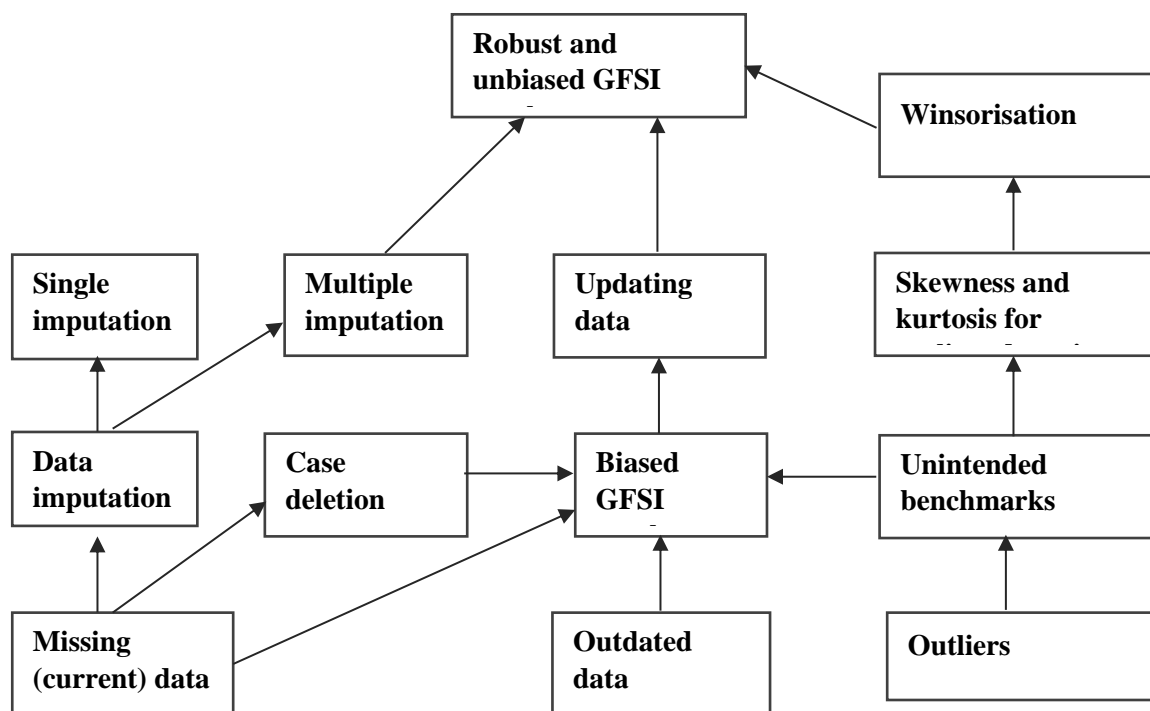 Robust and
unbiased GFSI
Winsorisation
Single
imputation
Multiple
imputation
Updating
data
Skewness and
kurtosis for
Data
imputation
Case
deletion
Biased
GFSI
Unintended
benchmarks
Missing
(current) data
Outdated
data
Outliers